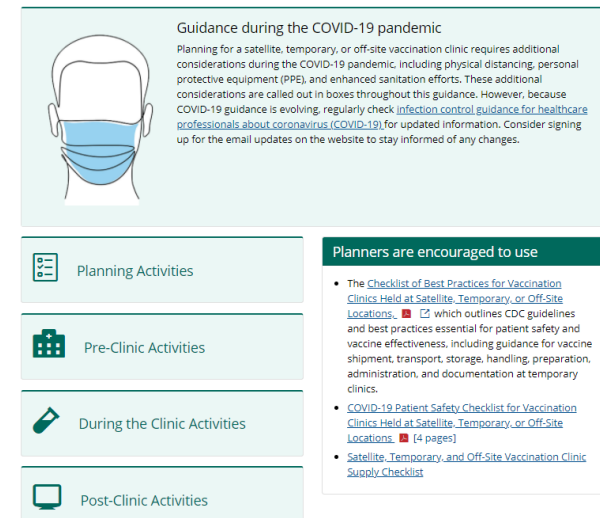 Guidance during the COVID-19 pandemic
Planning for a satellite, temporary, or off-site vaccination clinic requires additional
considerations during the COVID-19 pandemic, including physical distancing, personal
protective equipment (PPE), and enhanced sanitation efforts. These additional
considerations are called out in boxes throughout this guidance. However, because
COVID-19 guidance is evolving, regularly check infection control guidance for healthcare
professionals about coronavirus (COVID-19) for updated information. Consider signing
up for the email updates on the website to stay informed of any changes.
Planning Activities
Pre-Clinic Activities
During the Clinic Activities
Post-Clinic Activities
Planners are encouraged to use
• The Checklist of Best Practices for Vaccination
Clinics Held at Satellite, Temporary, or Off-Site
Locations, which outlines CDC guidelines
and best practices essential for patient safety and
vaccine effectiveness, including guidance for vaccine
shipment, transport, storage, handling, preparation,
administration, and documentation at temporary
clinics.
• COVID-19 Patient Safety Checklist for Vaccination
Clinics Held at Satellite, Temporary, or Off-Site
Locations [4 pages]
• Satellite, Temporary, and Off-Site Vaccination Clinic
Supply Checklist